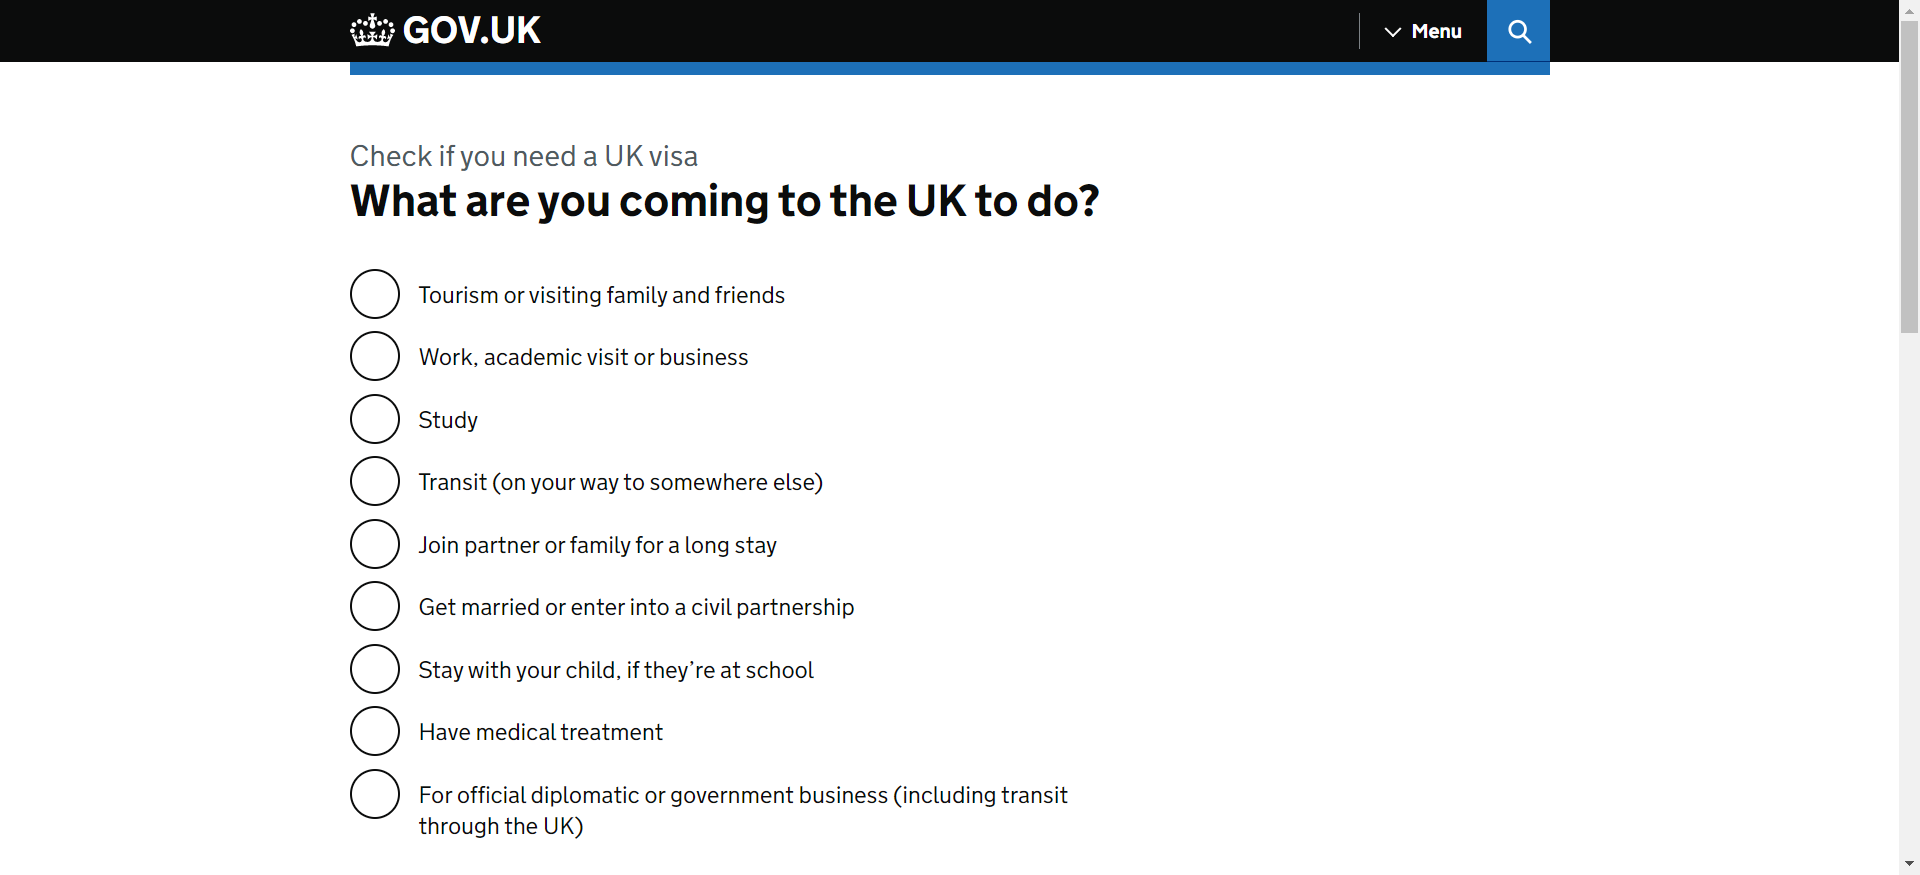 GOV.UK
Menu
Check if you need a UK visa
What are you coming to the UK to do?
Tourism or visiting family and friends
Work, academic visit or business
Study
Transit (on your way to somewhere else)
Join partner or family for a long stay
Get married or enter into a civil partnership
Stay with your child, if they’re at school
Have medical treatment
For official diplomatic or government business (including transit
through the UK)